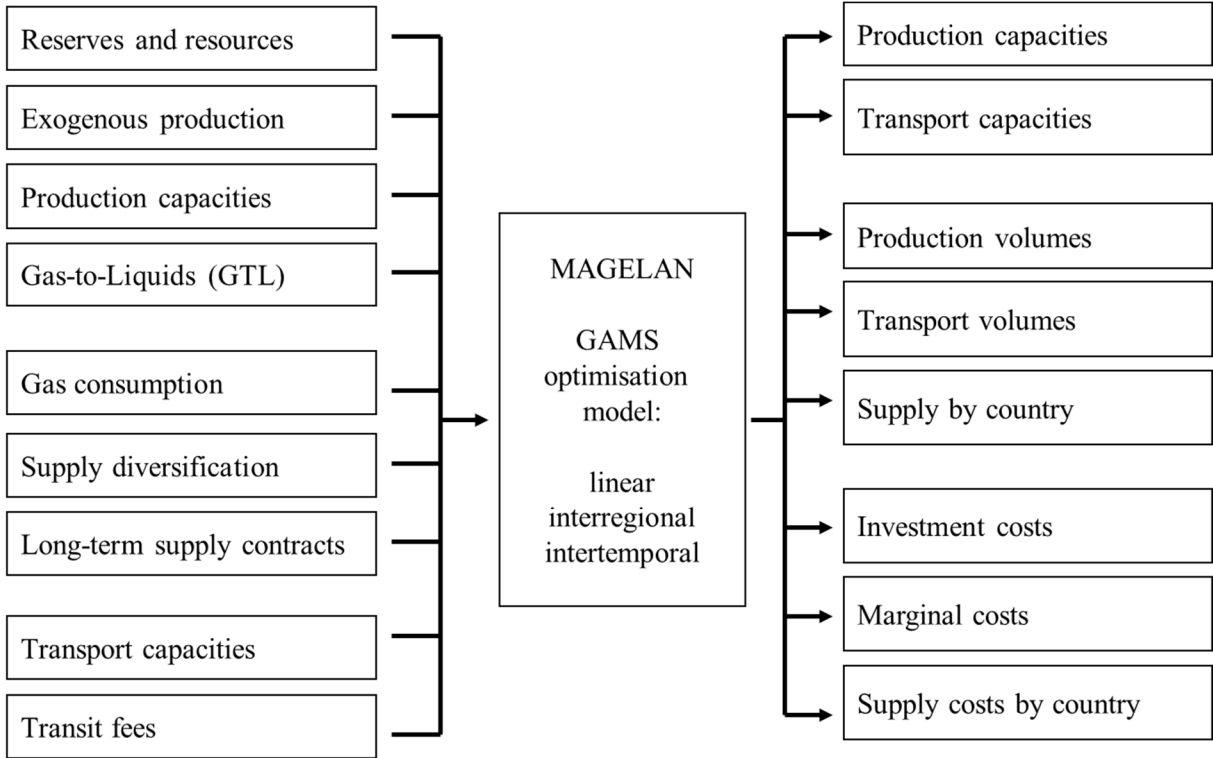 Reserves and resources
Exogenous production
Production capacities
Gas-to-Liquids (GTL)
Gas consumption
Supply diversification
Long-term supply contracts
Transport capacities
Transit fees
MAGELAN
GAMS
optimisation
model:
linear
interregional
intertemporal
Production capacities
Transport capacities
Production volumes
Transport volumes
Supply by country
Investment costs
Marginal costs
Supply costs by country